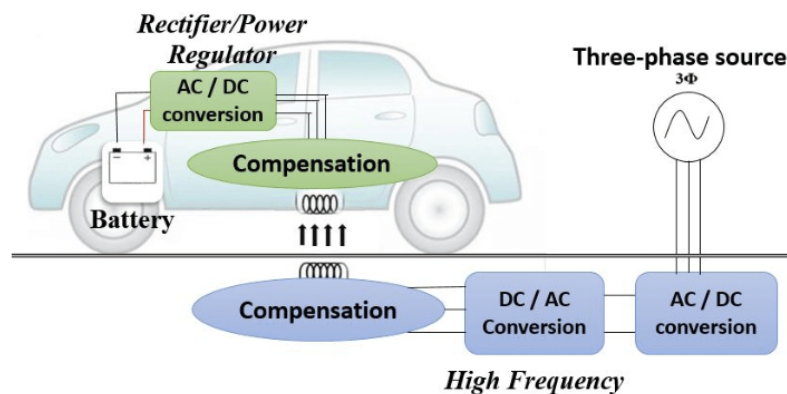 Rectifier/Power
Regulator
Three-phase source
3Φ
AC / DC
conversion
Compensation
− +
Battery
Compensation
DC / AC
Conversion
AC / DC
conversion
High Frequency